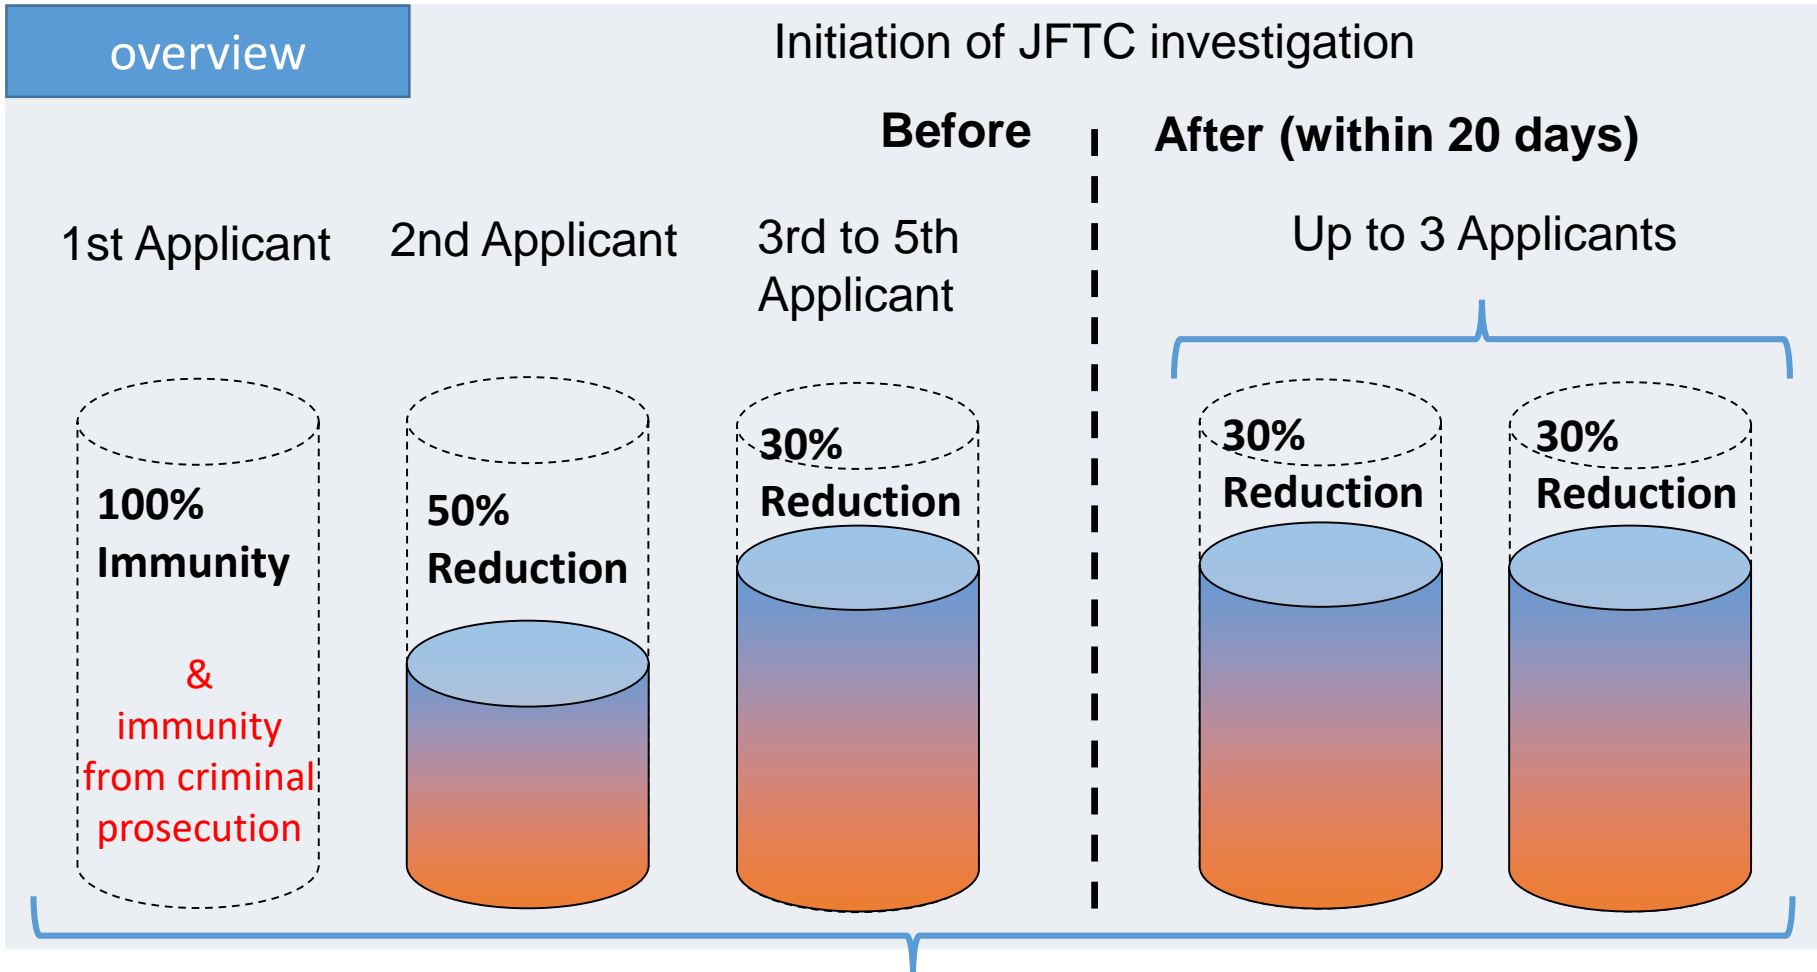 overview
Initiation of JFTC investigation
Before
After (within 20 days)
1st Applicant
2nd Applicant
3rd to 5th
Applicant
Up to 3 Applicants
100%
Immunity
&
immunity
from criminal
prosecution
50%
Reduction
30%
Reduction
30%
Reduction
30%
Reduction